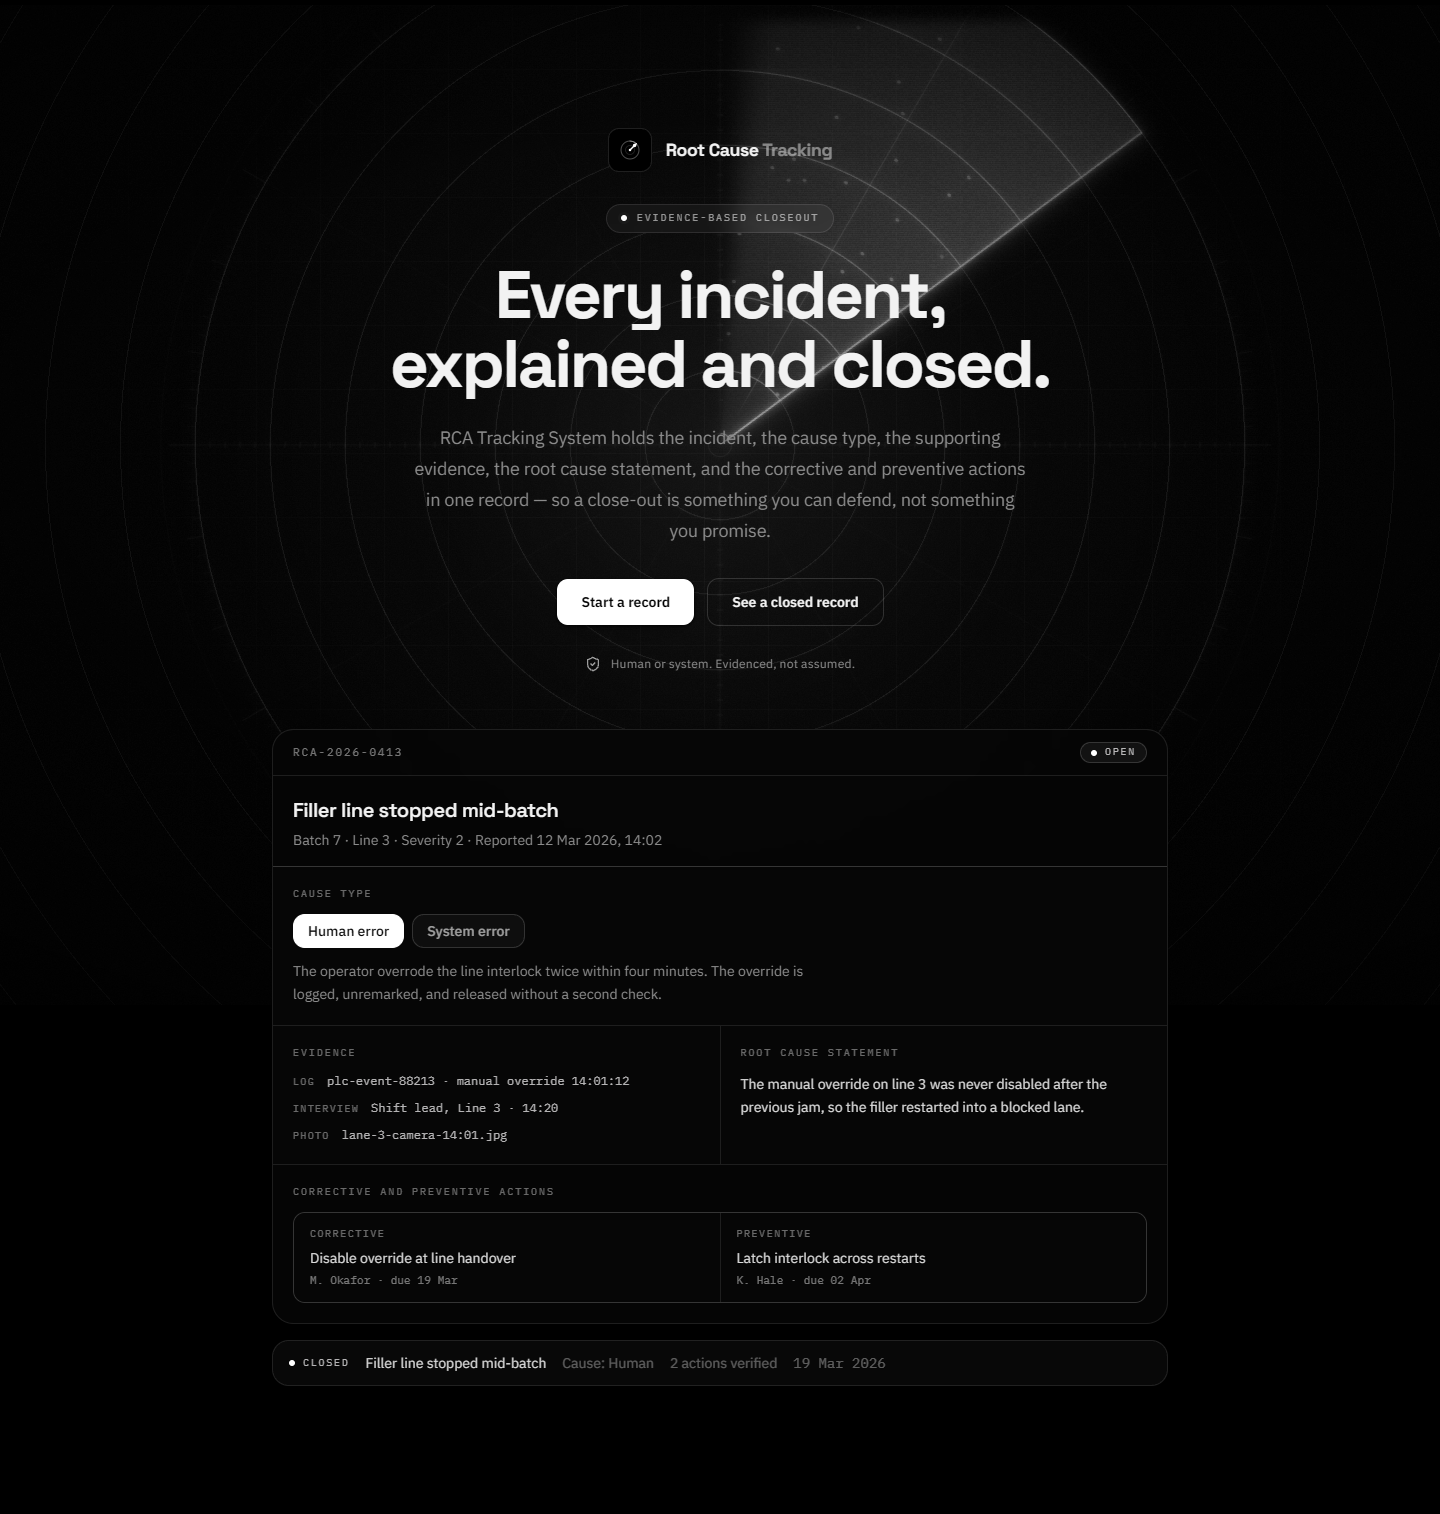 Root Cause Tracking
EVIDENCE-BASED CLOSEOUT
Every incident,
explained and closed.
RCA Tracking System holds the incident, the cause type, the supporting
evidence, the root cause statement, and the corrective and preventive actions
in one record — so a close-out is something you can defend, not something
you promise.
Start a record
See a closed record
Human or system. Evidenced, not assumed.
RCA-2026-0413
OPEN
Filler line stopped mid-batch
Batch 7 · Line 3 · Severity 2 · Reported 12 Mar 2026, 14:02
CAUSE TYPE
Human error
System error
The operator overrode the line interlock twice within four minutes. The override is
logged, unremarked, and released without a second check.
EVIDENCE
LOG plc-event-88213 · manual override 14:01:12
INTERVIEW Shift lead, Line 3 · 14:20
PHOTO lane-3-camera-14:01.jpg
ROOT CAUSE STATEMENT
The manual override on line 3 was never disabled after the
previous jam, so the filler restarted into a blocked lane.
CORRECTIVE AND PREVENTIVE ACTIONS
CORRECTIVE
Disable override at line handover
M. Okafor · due 19 Mar
PREVENTIVE
Latch interlock across restarts
K. Hale · due 02 Apr
CLOSED Filler line stopped mid-batch Cause: Human 2 actions verified 19 Mar 2026